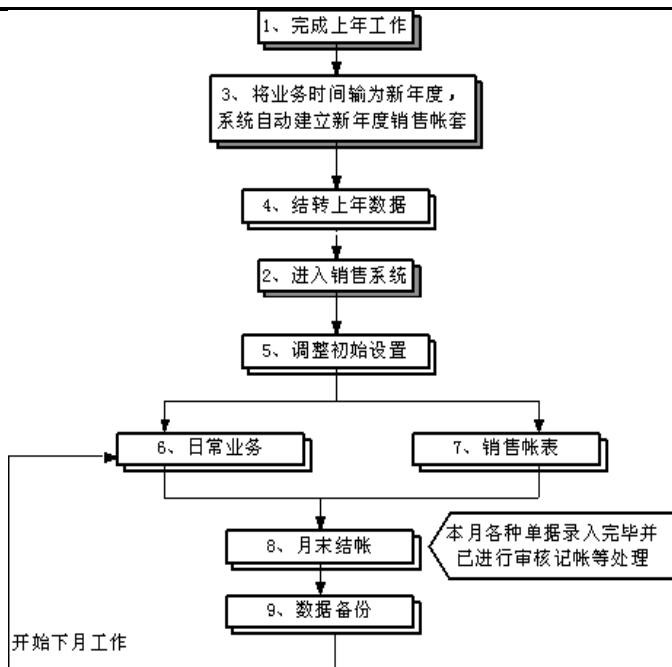 1、完成上年工作
3、将业务时间输为新年度，
系统自动建立新年度销售帐套
4、结转上年数据
2、进入销售系统
5、调整初始设置
6、日常业务
7、销售帐表
8、月末结帐
本月各种单据录入完毕并
已进行审核记帐等处理
9、数据备份
开始下月工作